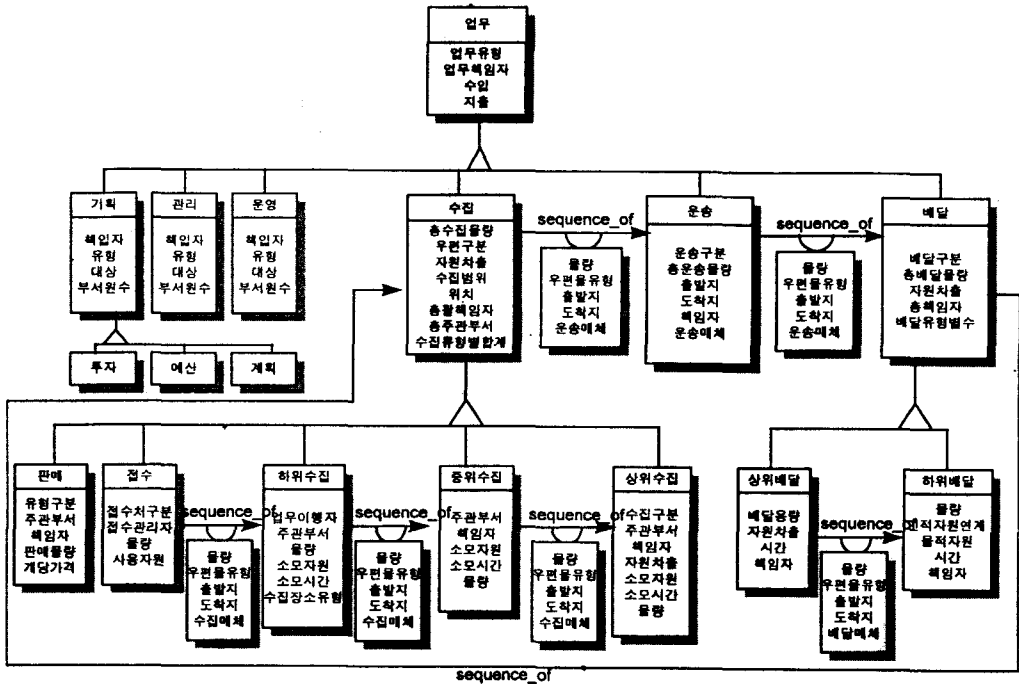 업무
업무유형
업무책임자
수입
지출
기획
책임자
유형
대상
부서원수
관리
책임자
유형
대상
부서원수
운영
책임자
유형
대상
부서원수
투자
예산
계획
수집
총수집물량
우편구분
자원차출
수집범위
위치
총괄책임자
총주관부서
수집류형별합계
sequence_of
물량
우편물유형
출발지
도착지
운송매체
운송
운송구분
총운송물량
출발지
도착지
책임자
운송매체
sequence_of
물량
우편물유형
출발지
도착지
운송매체
배달
배달구분
총배달물량
자원차출
총책임자
배달유형별수
판매
유형구분
주관부서
책임자
판매물량
개당가격
접수
접수처구분
접수관리자
물량
사용자원
sequence_of
물량
우편물유형
출발지
도착지
수집매체
하위수집
업무이행자
주관부서
물량
소모자원
소모시간
수집장소유형
sequence_of
물량
우편물유형
출발지
도착지
수집매체
중위수집
주관부서
책임자
소모자원
소모시간
물량
sequence_of
물량
우편물유형
출발지
도착지
수집매체
상위수집
수집구분
주관부서
책임자
자원차출
소모자원
소모시간
물량
상위배달
배달용량
자원차출
시간
책임자
sequence_of
물량
우편물유형
출발지
도착지
배달매체
하위배달
물량
인적자원연계
물적자원
시간
책임자
sequence_of